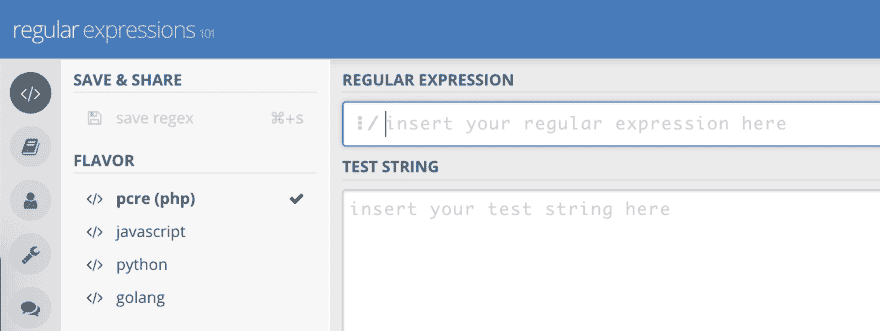 regular expressions 101
SAVE & SHARE
save regex ⌘+s
FLAVOR
</> pcre (php)
</> javascript
</> python
</> golang
REGULAR EXPRESSION
/ insert your regular expression here
TEST STRING
insert your test string here